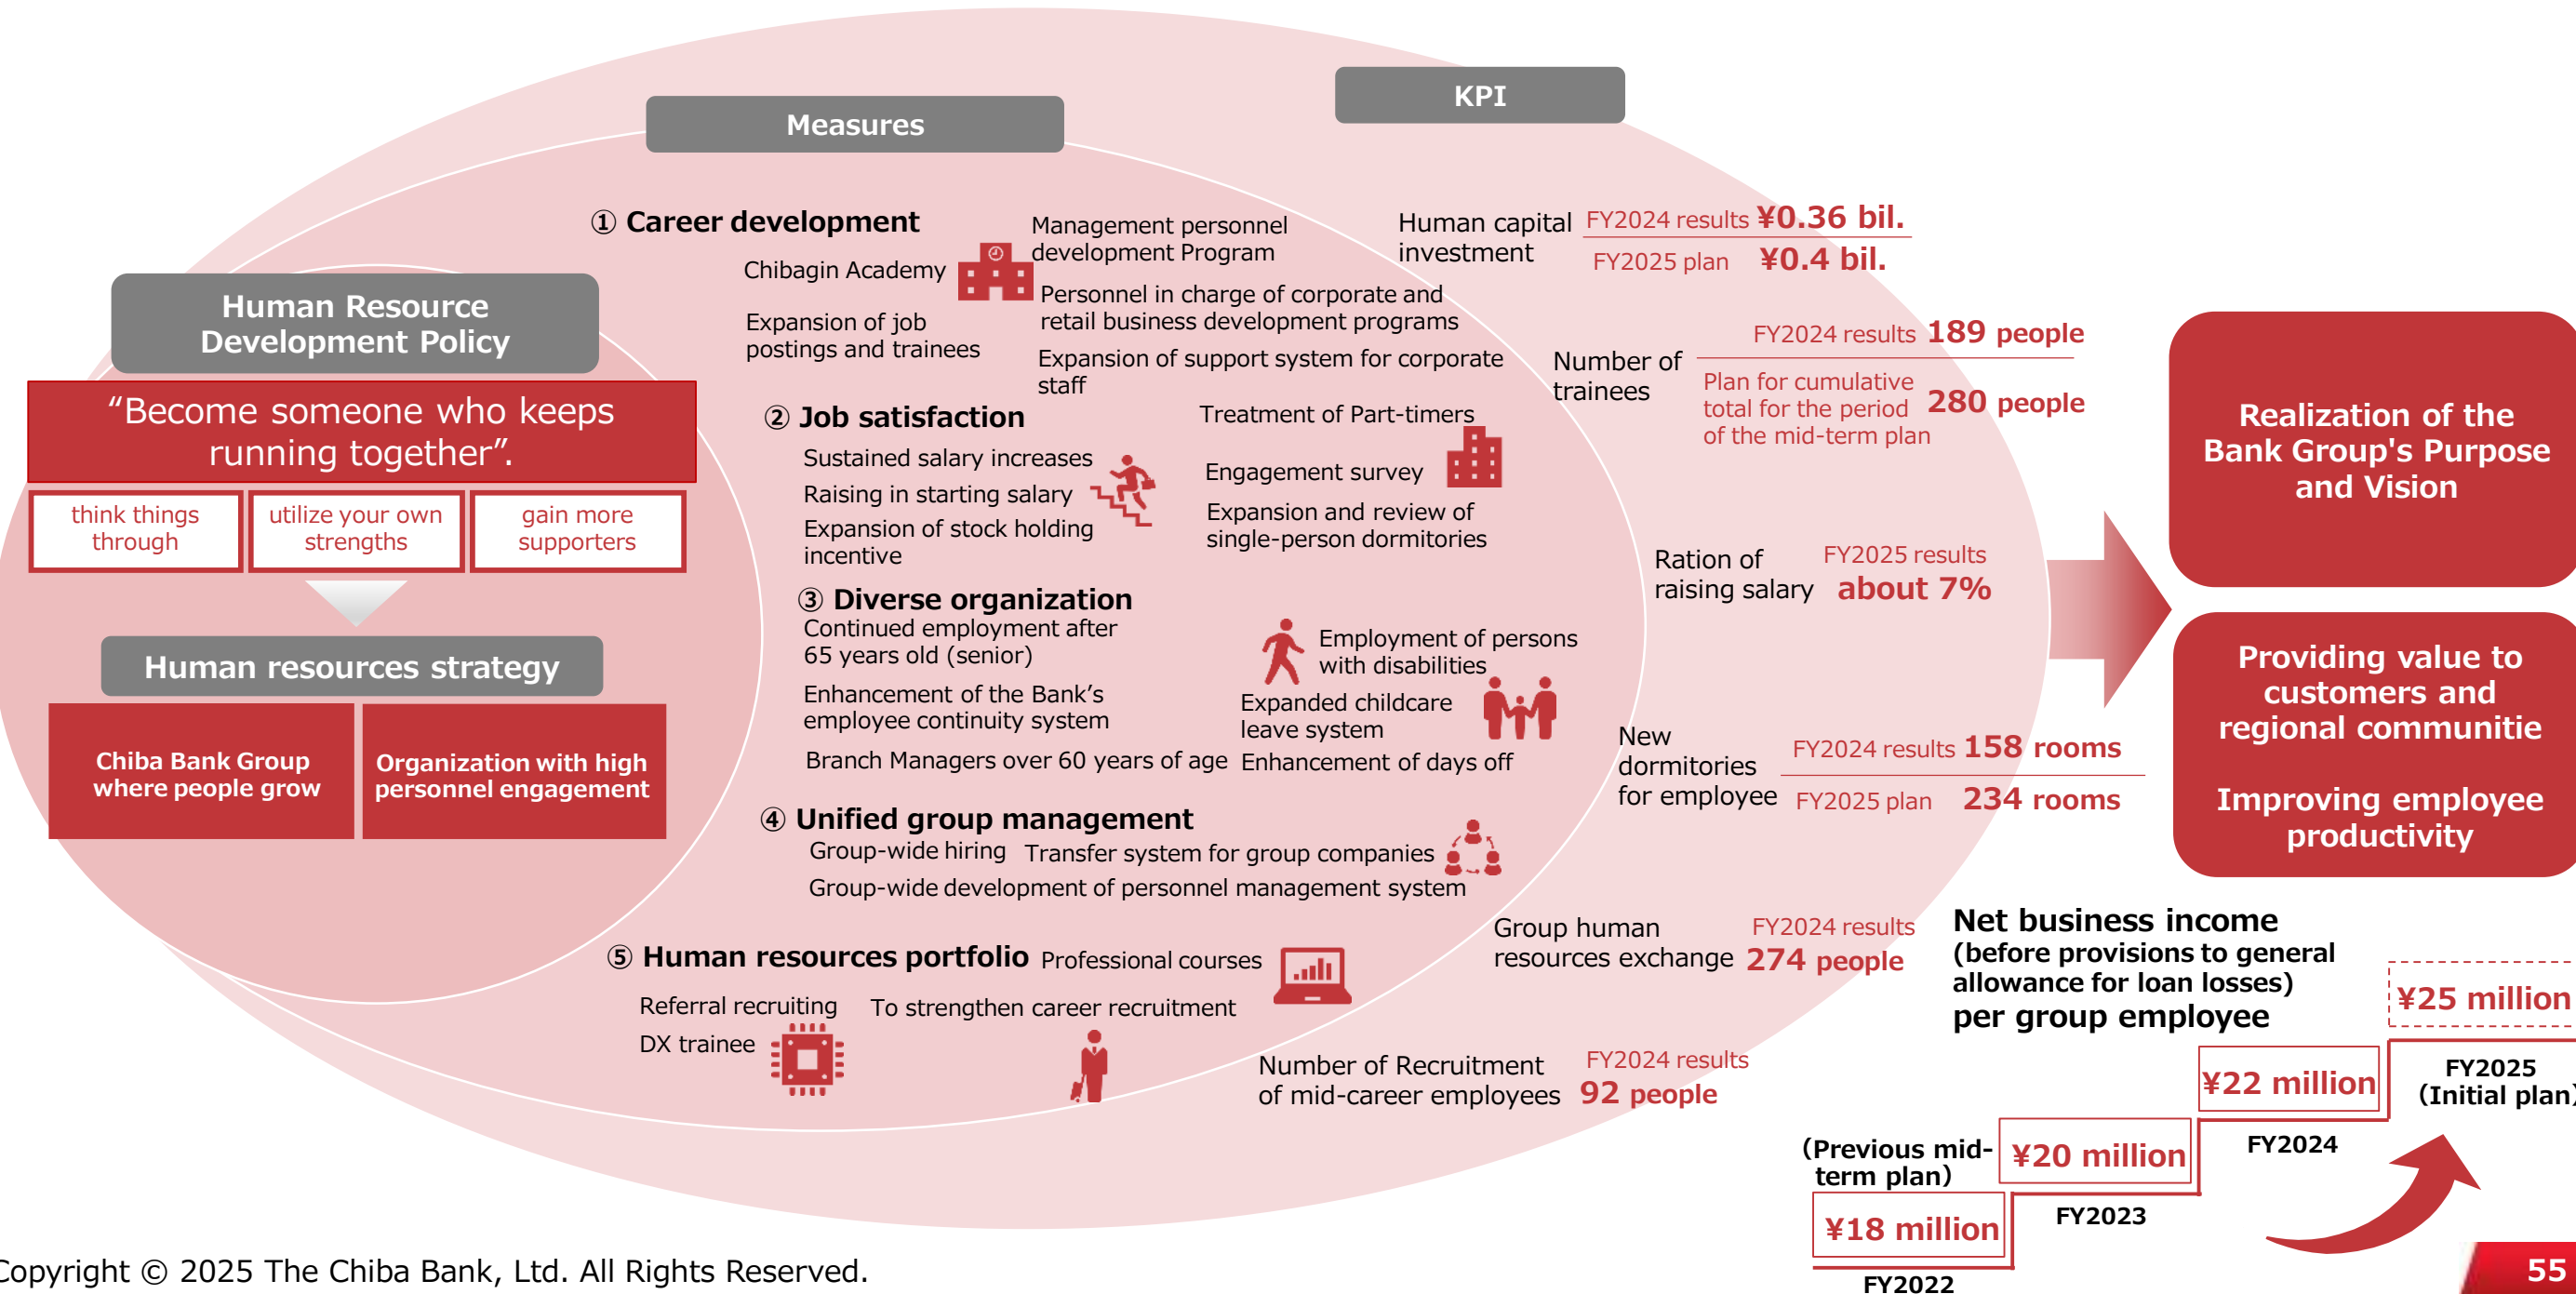 Measures
KPI
Human Resource
Development Policy
“Become someone who keeps
running together”.
think things
through
utilize your own
strengths
gain more
supporters
Human resources strategy
Chiba Bank Group
where people grow
Organization with high
personnel engagement
① Career development
Chibagin Academy
Expansion of job
postings and trainees
Management personnel
development Program
Personnel in charge of corporate and
retail business development programs
Expansion of support system for corporate
staff
② Job satisfaction
Sustained salary increases
Raising in starting salary
Expansion of stock holding
incentive
Treatment of Part-timers
Engagement survey
Expansion and review of
single-person dormitories
③ Diverse organization
Continued employment after
65 years old (senior)
Enhancement of the Bank’s
employee continuity system
Branch Managers over 60 years of age
Employment of persons
with disabilities
Expanded childcare
leave system
Enhancement of days off
④ Unified group management
Group-wide hiring
Transfer system for group companies
Group-wide development of personnel management system
⑤ Human resources portfolio
Professional courses
Referral recruiting
To strengthen career recruitment
DX trainee
Human capital
investment
FY2024 results ¥0.36 bil.
FY2025 plan ¥0.4 bil.
Number of
trainees
FY2024 results 189 people
Plan for cumulative
total for the period
of the mid-term plan
280 people
Ration of
raising salary
FY2025 results
about 7%
New
dormitories
for employee
FY2024 results 158 rooms
FY2025 plan 234 rooms
Group human
resources exchange
FY2024 results
274 people
Number of Recruitment
of mid-career employees
FY2024 results
92 people
Realization of the
Bank Group's Purpose
and Vision
Providing value to
customers and
regional communitie
Improving employee
productivity
Net business income
(before provisions to general
allowance for loan losses)
per group employee
(Previous mid-
term plan)
¥18 million
FY2022
¥20 million
FY2023
¥22 million
FY2024
¥25 million
FY2025
(Initial plan)
Copyright © 2025 The Chiba Bank, Ltd. All Rights Reserved.
55